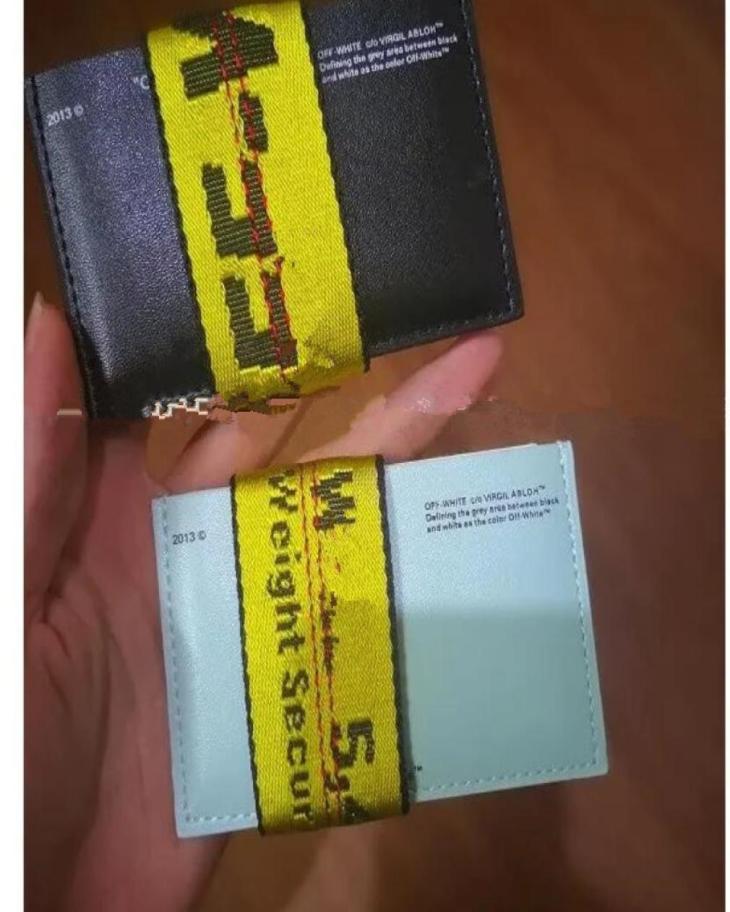 2013 ©
"C
OFF-WHITE c/o VIRGIL ABLOH™
Defining the grey area between black
and white as the color Off-White™
2013 ©
Weight Secur
W
OFF-WHITE c/o VIRGIL ABLOH™
Defining the grey area between black
and white as the color Off-White™